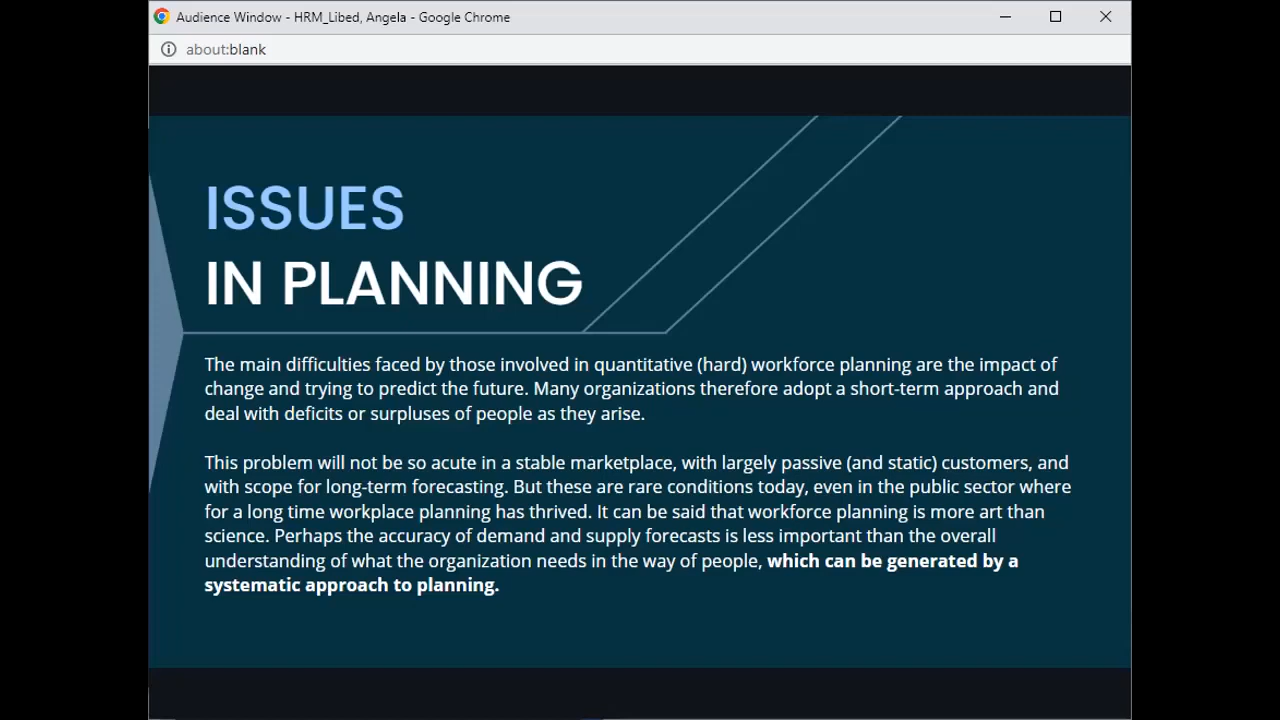 Audience Window - HRM_Libed, Angela - Google Chrome
about:blank
ISSUES
IN PLANNING
The main difficulties faced by those involved in quantitative (hard) workforce planning are the impact of
change and trying to predict the future. Many organizations therefore adopt a short-term approach and
deal with deficits or surpluses of people as they arise.
This problem will not be so acute in a stable marketplace, with largely passive (and static) customers, and
with scope for long-term forecasting. But these are rare conditions today, even in the public sector where
for a long time workplace planning has thrived. It can be said that workforce planning is more art than
science. Perhaps the accuracy of demand and supply forecasts is less important than the overall
understanding of what the organization needs in the way of people, which can be generated by a
systematic approach to planning.